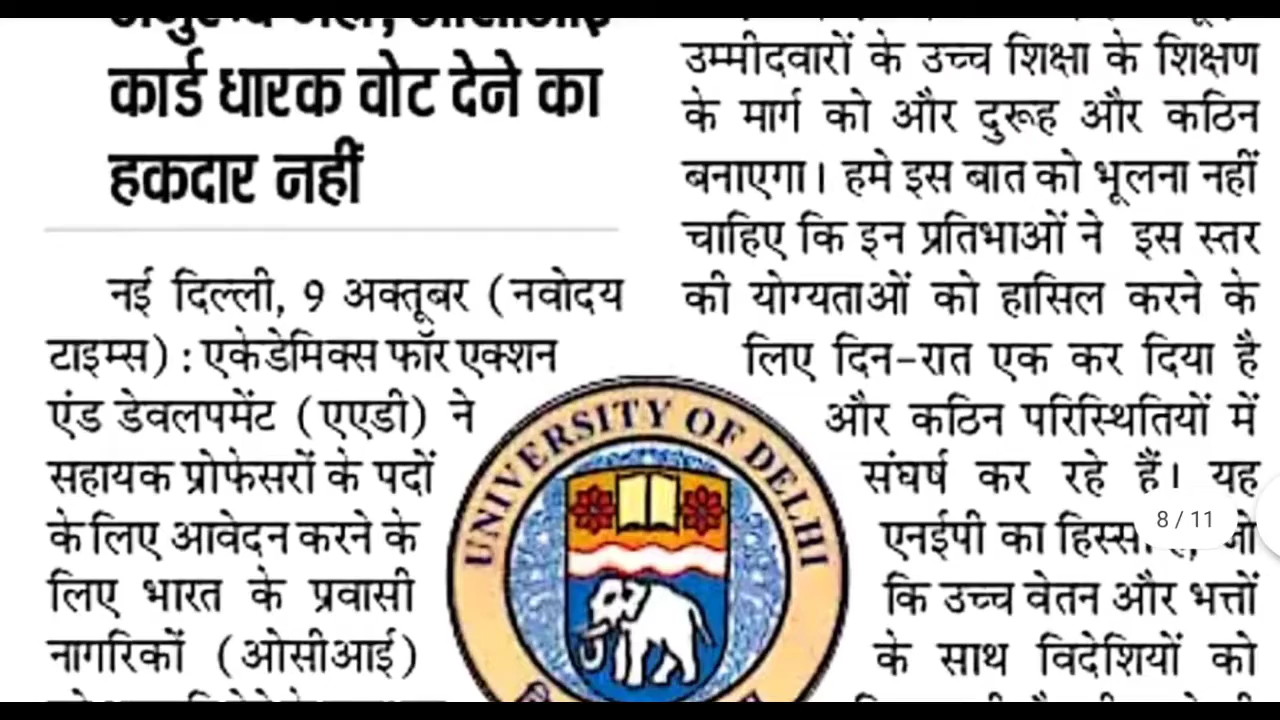 कार्ड धारक वोट देने का
हकदार नहीं
नई दिल्ली, 9 अक्तूबर (नवोदय
टाइम्स) : एकेडेमिक्स फॉर एक्शन
एंड डेवलपमेंट (एएडी) ने
सहायक प्रोफेसरों के पदों
के लिए आवेदन करने के
लिए भारत के प्रवासी
नागरिकों (ओसीआई)
UNIVERSITY OF DELHI
उम्मीदवारों के उच्च शिक्षा के शिक्षण
के मार्ग को और दुरूह और कठिन
बनाएगा। हमे इस बात को भूलना नहीं
चाहिए कि इन प्रतिभाओं ने इस स्तर
की योग्यताओं को हासिल करने के
लिए दिन-रात एक कर दिया है
और कठिन परिस्थितियों में
संघर्ष कर रहे हैं। यह
एनईपी का हिस्सा जो
कि उच्च वेतन और भत्तों
के साथ विदेशियों को
8 / 11